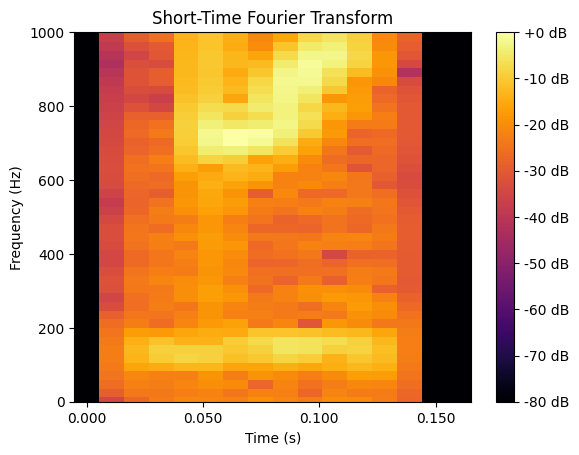 Short-Time Fourier Transform
1000
800
600
400
200
0
Frequency (Hz)
0.000
0.050
0.100
0.150
Time (s)
+0 dB
-10 dB
-20 dB
-30 dB
-40 dB
-50 dB
-60 dB
-70 dB
-80 dB